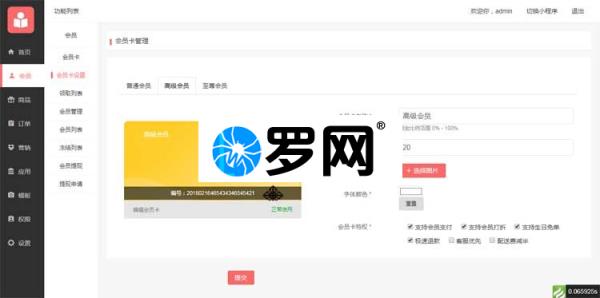 功能列表
欢迎你，admin 切换小程序 退出
首页
会员
商品
订单
营销
应用
模板
权限
设置
会员
会员卡
会员卡设置
领取列表
会员管理
会员列表
冻结列表
会员提现
提现申请
会员卡管理
普通会员 高级会员 至尊会员
高级会员
高级会员
0% - 100%
20
+ 选择图片
字体颜色 *
重置
会员卡特权 *
支持会员支付 支持会员打折 支持生日免单
极速退款 客服优先 配送费减半
高级会员卡
正常使用
罗网®
提交
0.065925s